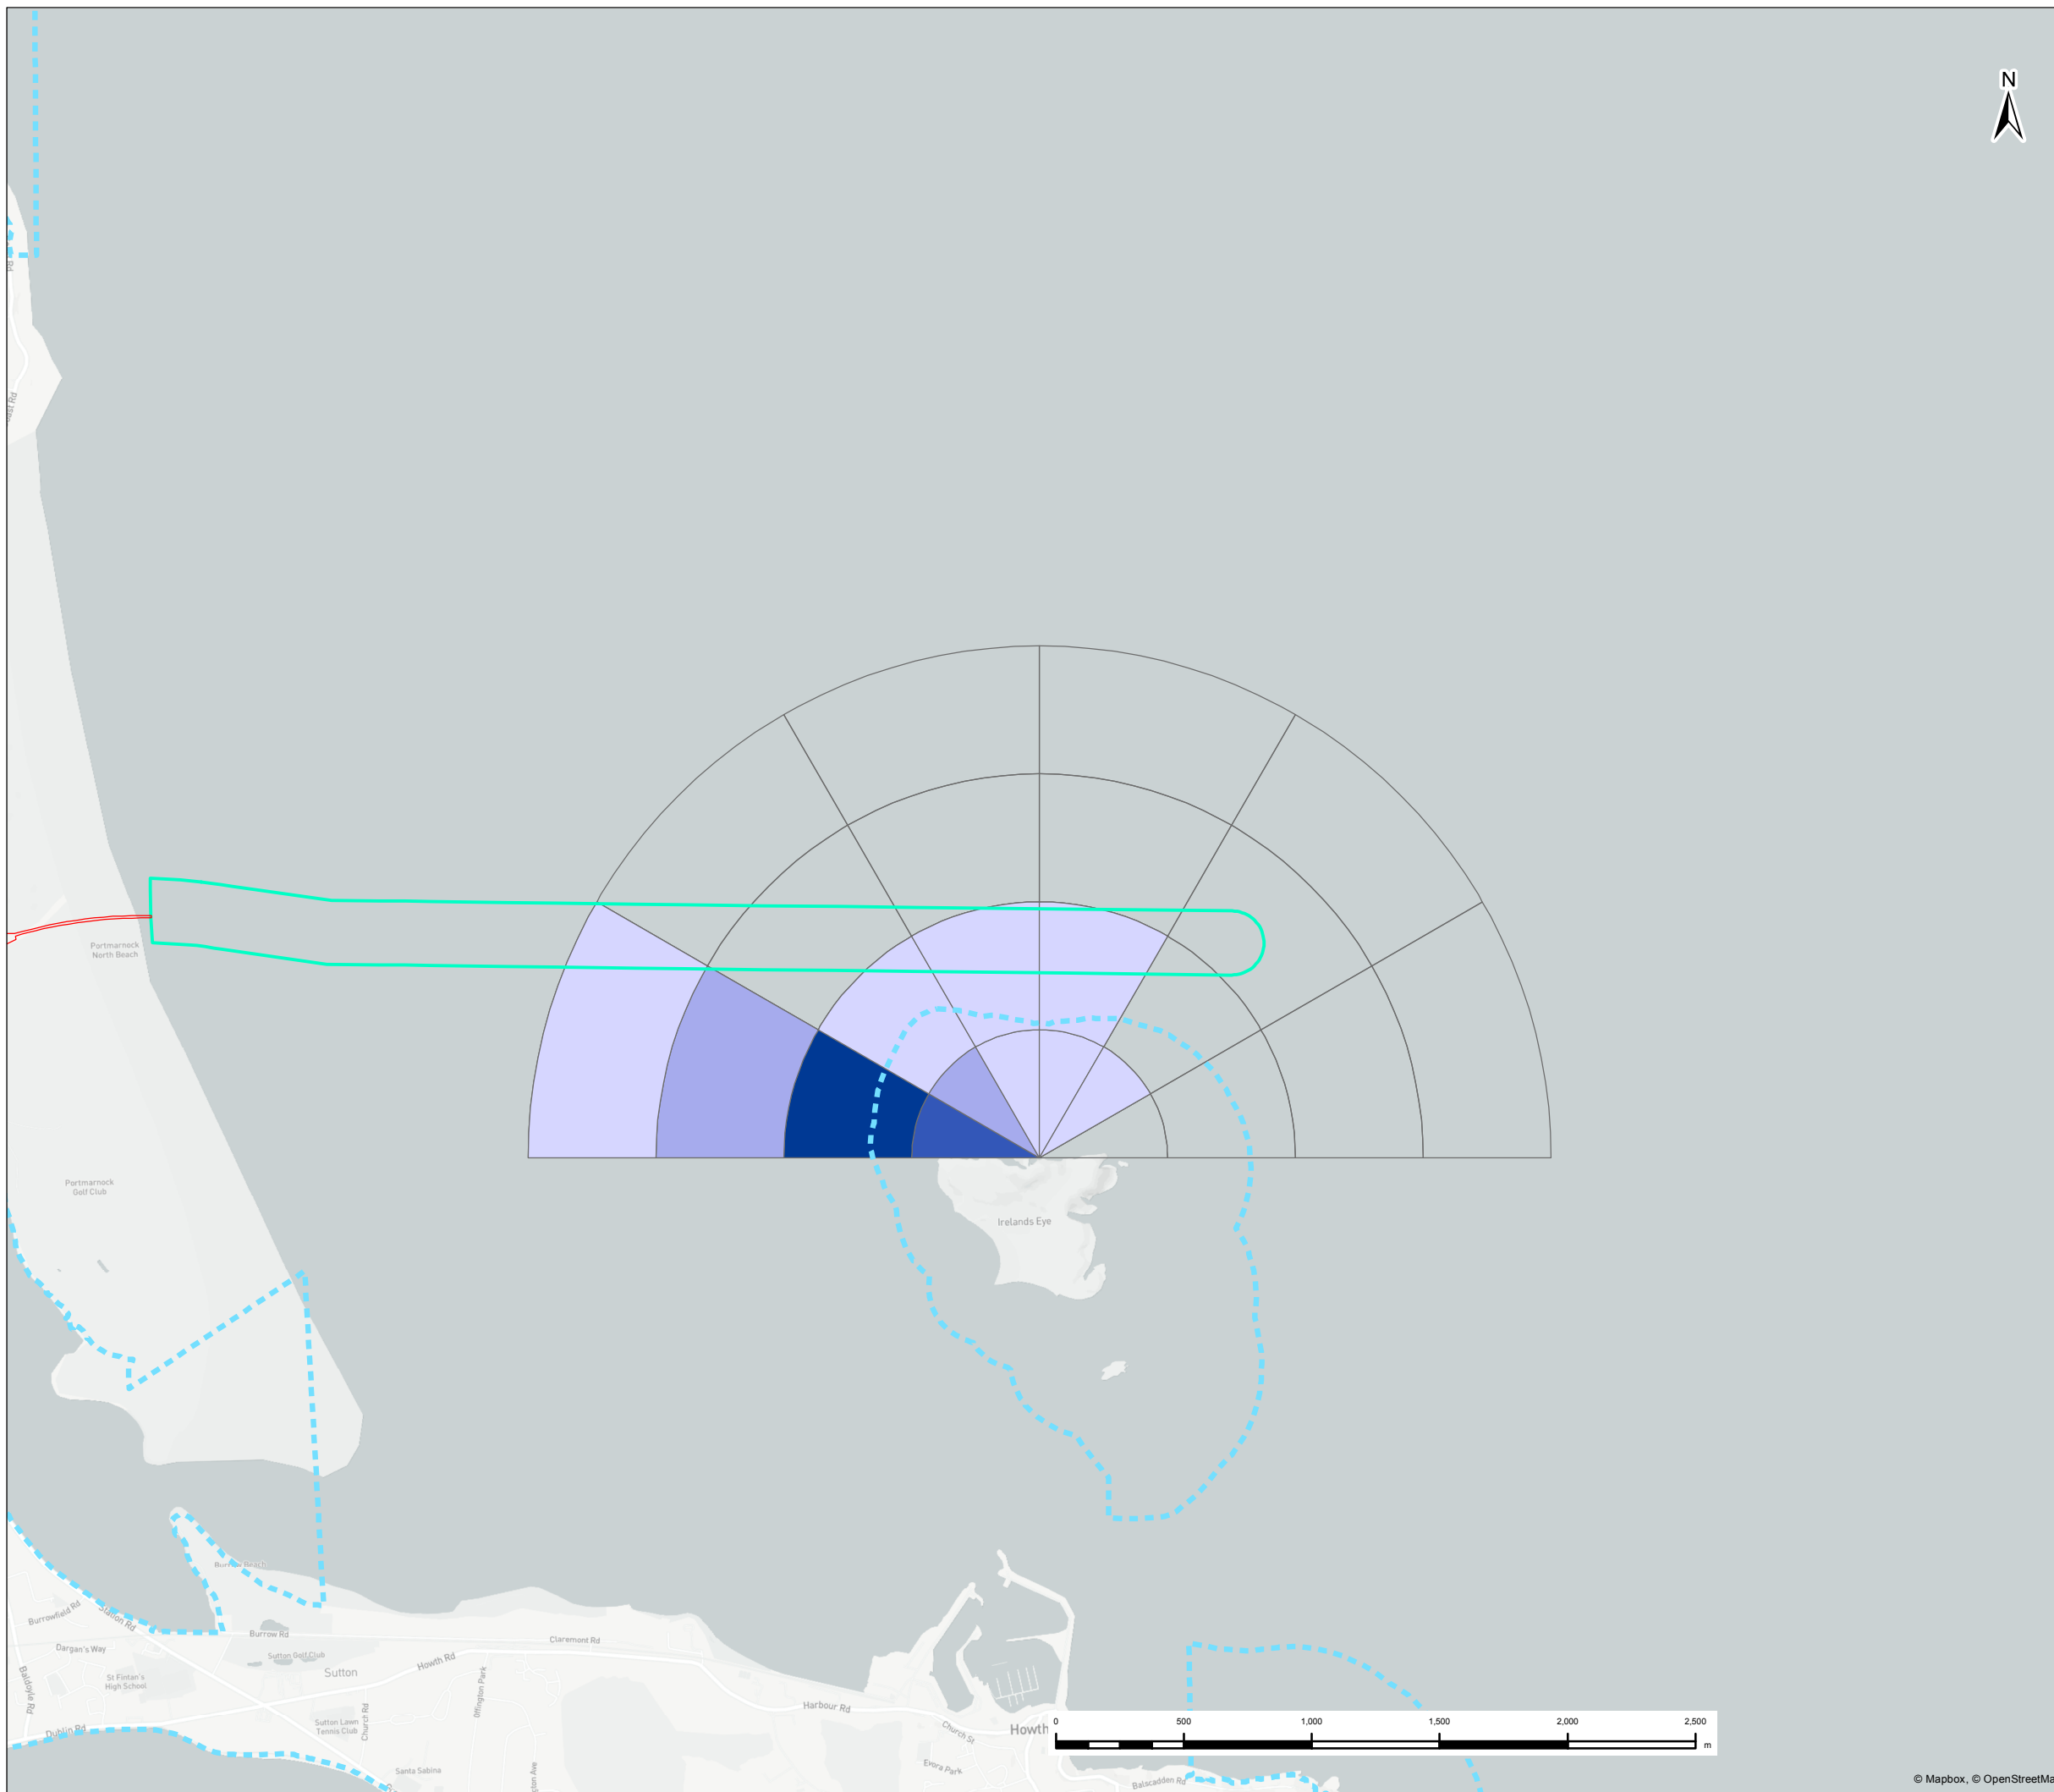 N
Rd
Portmarnock
North Beach
Portmarnock
Golf Club
Irelands Eye
Burrow Beach
Burrowfield Rd
Station Rd
Dargan's Way
St Fintan's
High School
Baldoyle Rd
Dublin Rd
Burrow Rd
Sutton Golf Club
Sutton
Howth Rd
Claremont Rd
Offington Park
Church Rd
Sutton Lawn
Tennis Club
Santa Sabina
Harbour Rd
Church St
Howth
Evora Park
Balscadden Rd
0 500 1,000 1,500 2,000 2,500
m
© Mapbox, © OpenStreetMa